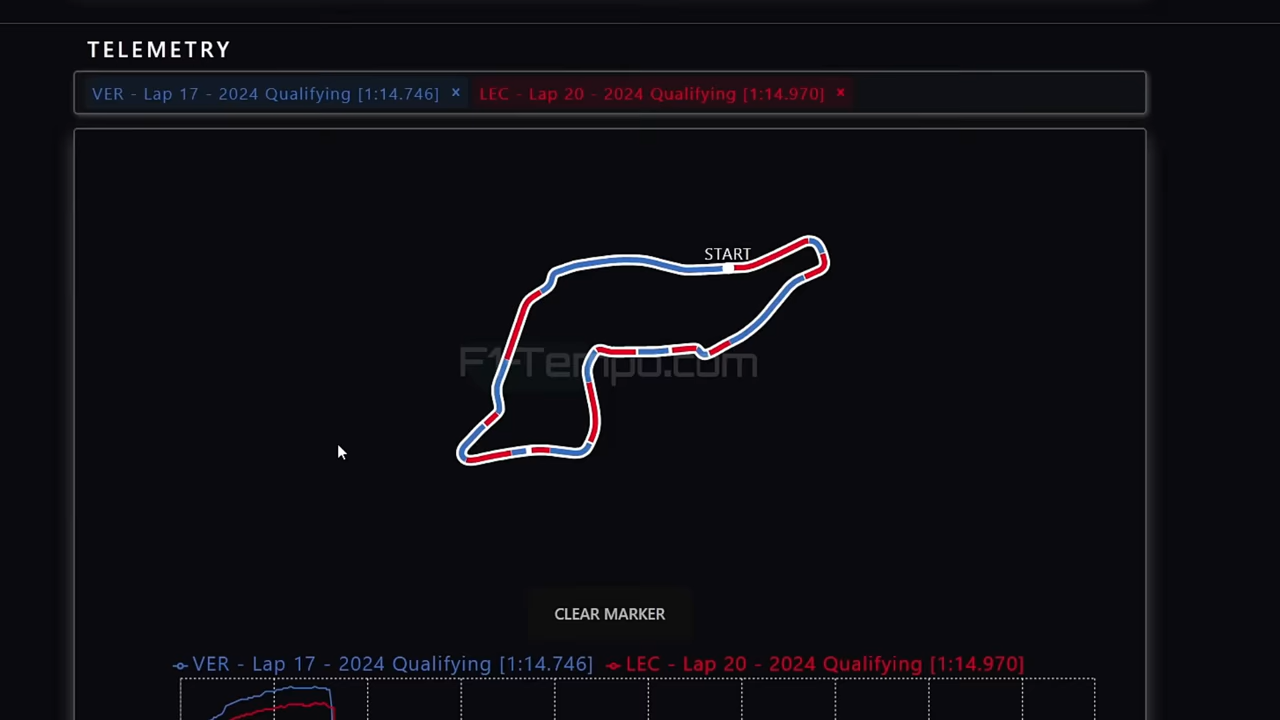 TELEMETRY
VER - Lap 17 - 2024 Qualifying [1:14.746] × LEC - Lap 20 - 2024 Qualifying [1:14.970] ×
START
F1-Tempo.com
CLEAR MARKER
VER - Lap 17 - 2024 Qualifying [1:14.746] LEC - Lap 20 - 2024 Qualifying [1:14.970]